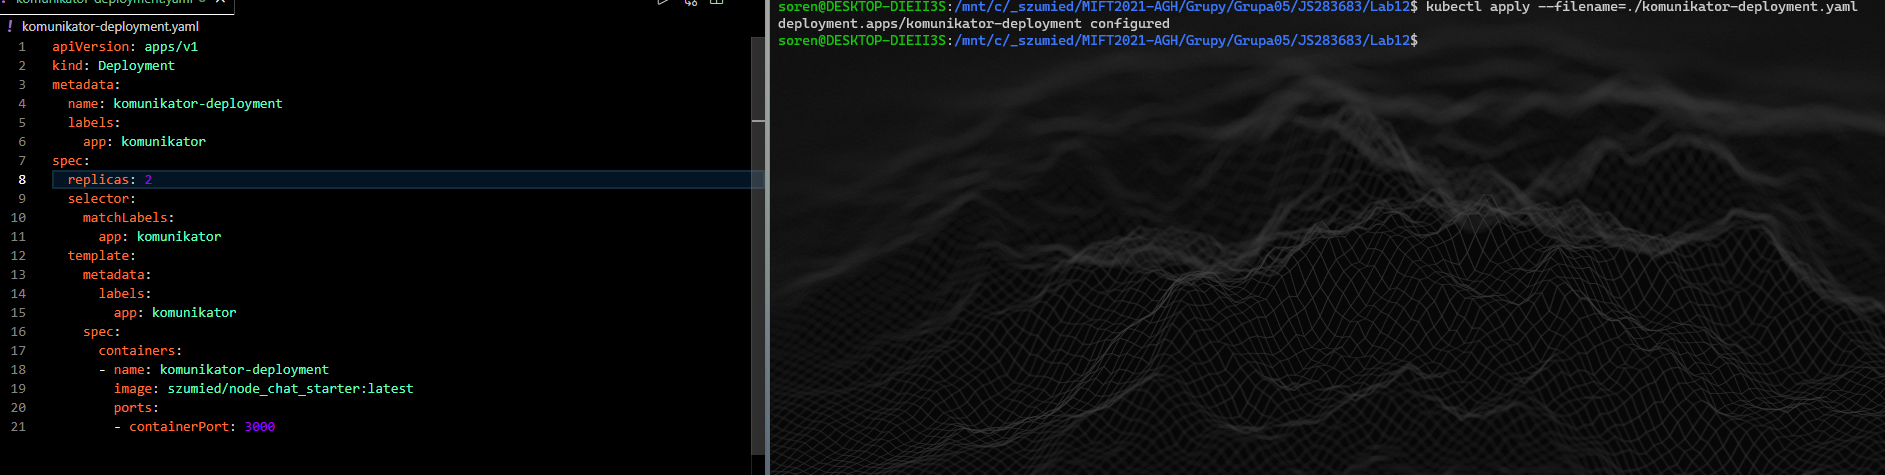 komunikator-deployment.yaml
! komunikator-deployment.yaml
1 apiVersion: apps/v1
2 kind: Deployment
3 metadata:
4 name: komunikator-deployment
5 labels:
6 app: komunikator
7 spec:
8 replicas: 2
9 selector:
10 matchLabels:
11 app: komunikator
12 template:
13 metadata:
14 labels:
15 app: komunikator
16 spec:
17 containers:
18 - name: komunikator-deployment
19 image: szumied/node_chat_starter:latest
20 ports:
21 - containerPort: 3000
soren@DESKTOP-DIEII3S:/mnt/c/_szumied/MIFT2021-AGH/Grupy/Grupa05/JS283683/Lab12$ kubectl apply --filename=./komunikator-deployment.yaml
deployment.apps/komunikator-deployment configured
soren@DESKTOP-DIEII3S:/mnt/c/_szumied/MIFT2021-AGH/Grupy/Grupa05/JS283683/Lab12$